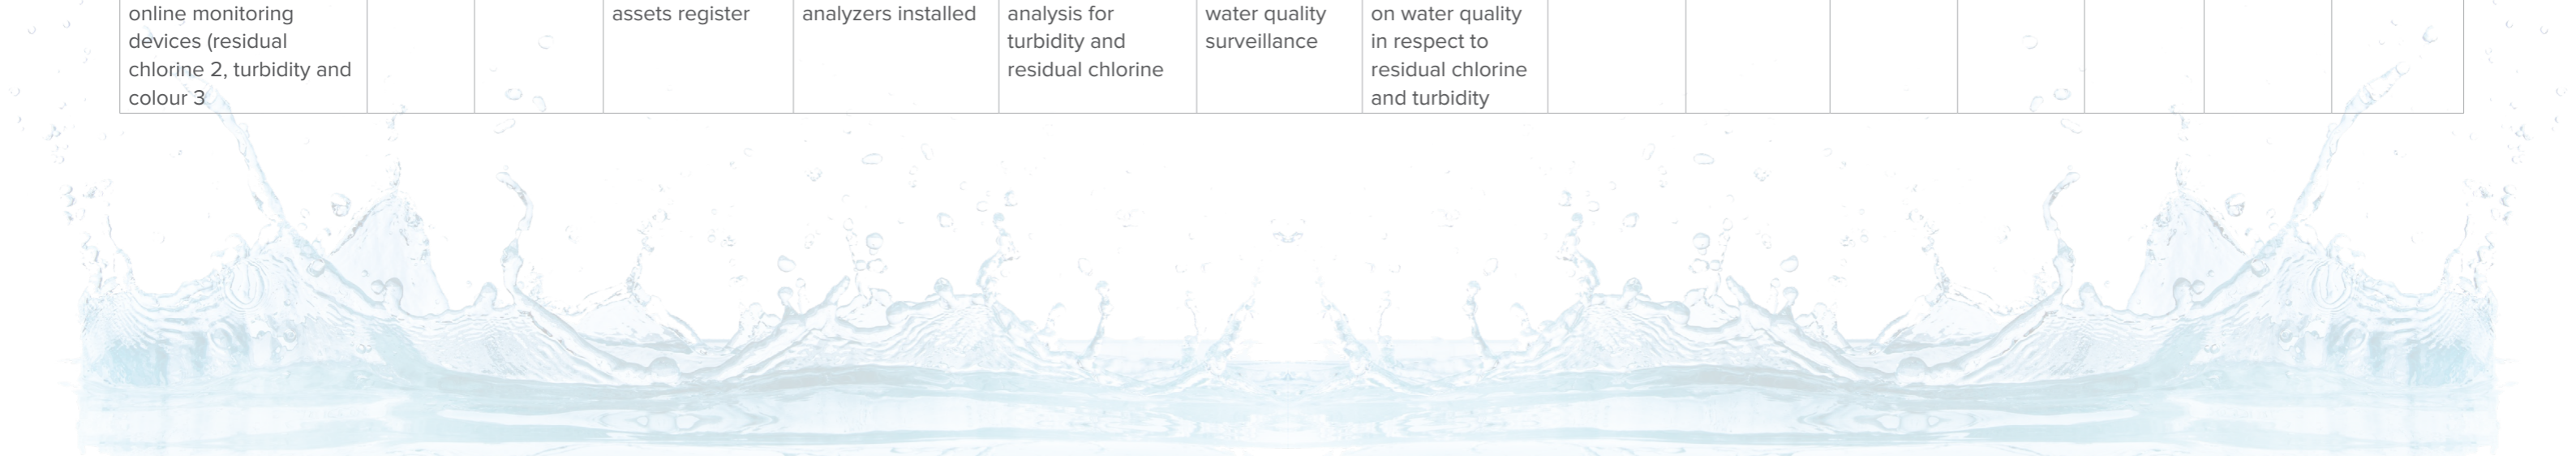 online monitoring
devices (residual
chlorine 2, turbidity and
colour 3
assets register
analyzers installed
analysis for
turbidity and
residual chlorine
water quality
surveillance
on water quality
in respect to
residual chlorine
and turbidity